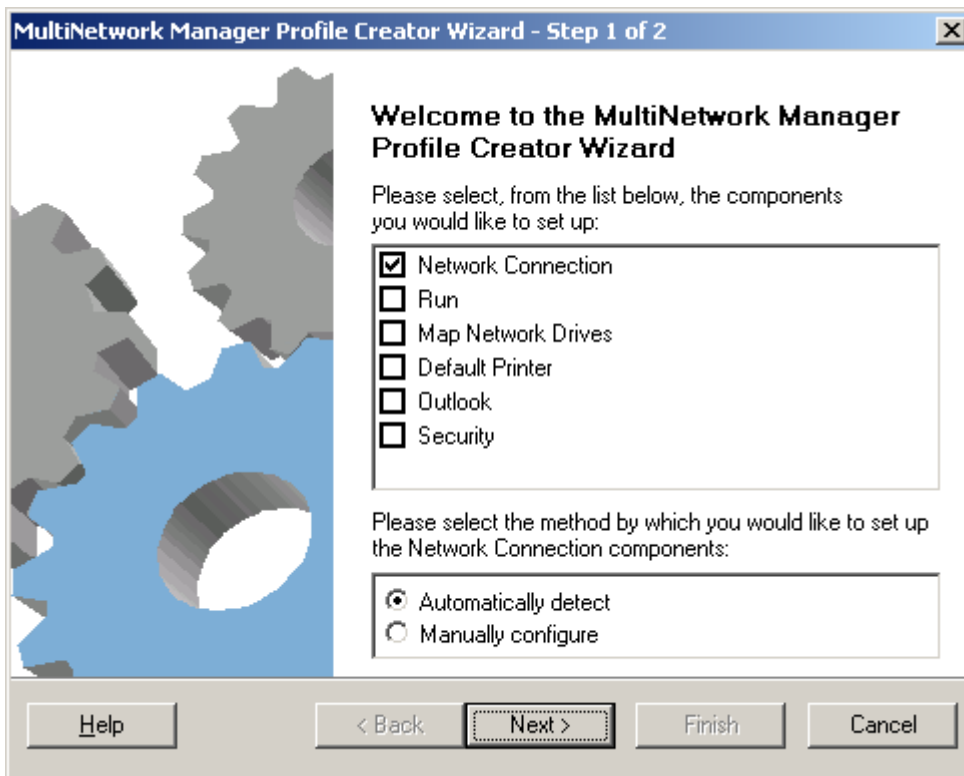 MultiNetwork Manager Profile Creator Wizard - Step 1 of 2
Welcome to the MultiNetwork Manager
Profile Creator Wizard
Please select, from the list below, the components
you would like to set up:
Network Connection
Run
Map Network Drives
Default Printer
Outlook
Security
Please select the method by which you would like to set up
the Network Connection components:
Automatically detect
Manually configure
Help < Back Next > Finish Cancel